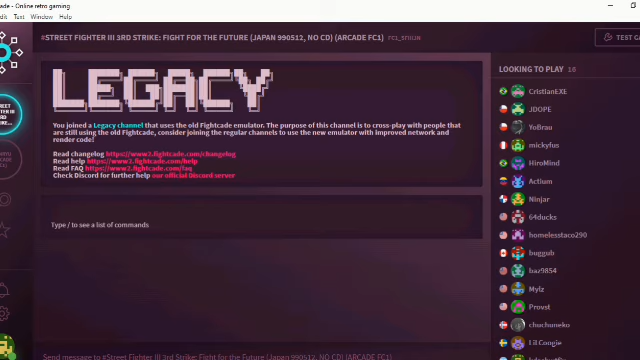 ade - Online retro gaming
dit Text Window Help
#STREET FIGHTER III 3RD STRIKE: FIGHT FOR THE FUTURE (JAPAN 990512, NO CD) (ARCADE FC1)
TEST GA
LEGACY
You joined a Legacy channel that uses the old Fightcade. The purpose of this channel is to cross-play with people that
are still using the old Fightcade, consider joining the regular channels to use the new emulator with improved network and
render code!
Read changelog https://www2.fightcade.com/changelog
Read help https://www2.fightcade.com/help
Read FAQ https://www2.fightcade.com/faq
Check Discord for further help our official Discord server
Type / to see a list of commands
Send message to #Street Fighter III 3rd Strike: Fight for the Future (Japan 990512, NO CD) (ARCADE FC1)
LOOKING TO PLAY 10
CristianEXE
JDOPE
YoBrau
mickyfus
HiroMind
Actium
Ninjar
64ducks
homelesstaco290
buggub
baz9854
Mylz
Provst
chuchuneko
Lil Coogie